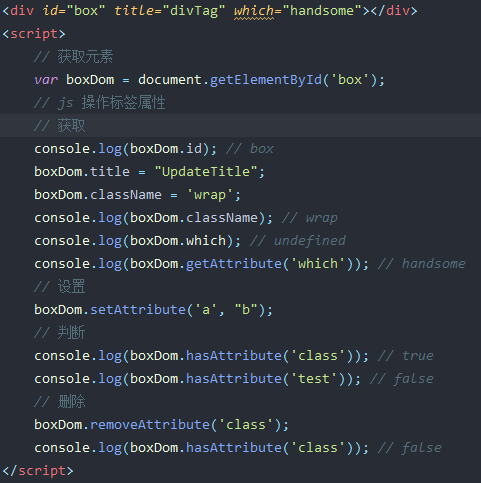 <div id="box" title="divTag" which="handsome"></div>
<script>
// 获取元素
var boxDom = document.getElementById('box');
// js 操作标签属性
// 获取
console.log(boxDom.id); // box
boxDom.title = "UpdateTitle";
boxDom.className = 'wrap';
console.log(boxDom.className); // wrap
console.log(boxDom.which); // undefined
console.log(boxDom.getAttribute('which')); // handsome
// 设置
boxDom.setAttribute('a', "b");
// 判断
console.log(boxDom.hasAttribute('class')); // true
console.log(boxDom.hasAttribute('test')); // false
// 删除
boxDom.removeAttribute('class');
console.log(boxDom.hasAttribute('class')); // false
</script>